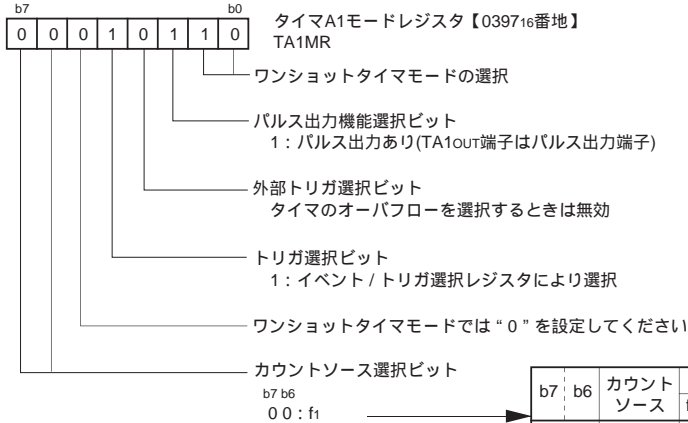 b7 b0
0 0 0 1 0 1 1 0
タイマA1モードレジスタ【039716番地】
TA1MR
ワンショットタイマモードの選択
パルス出力機能選択ビット
1：パルス出力あり(TA1OUT端子はパルス出力端子)
外部トリガ選択ビット
タイマのオーバフローを選択するときは無効
トリガ選択ビット
1：イベント / トリガ選択レジスタにより選択
ワンショットタイマモードでは “ 0 ” を設定してください
カウントソース選択ビット
b7 b6
0 0 : f1
b7 b6 カウント
ソース